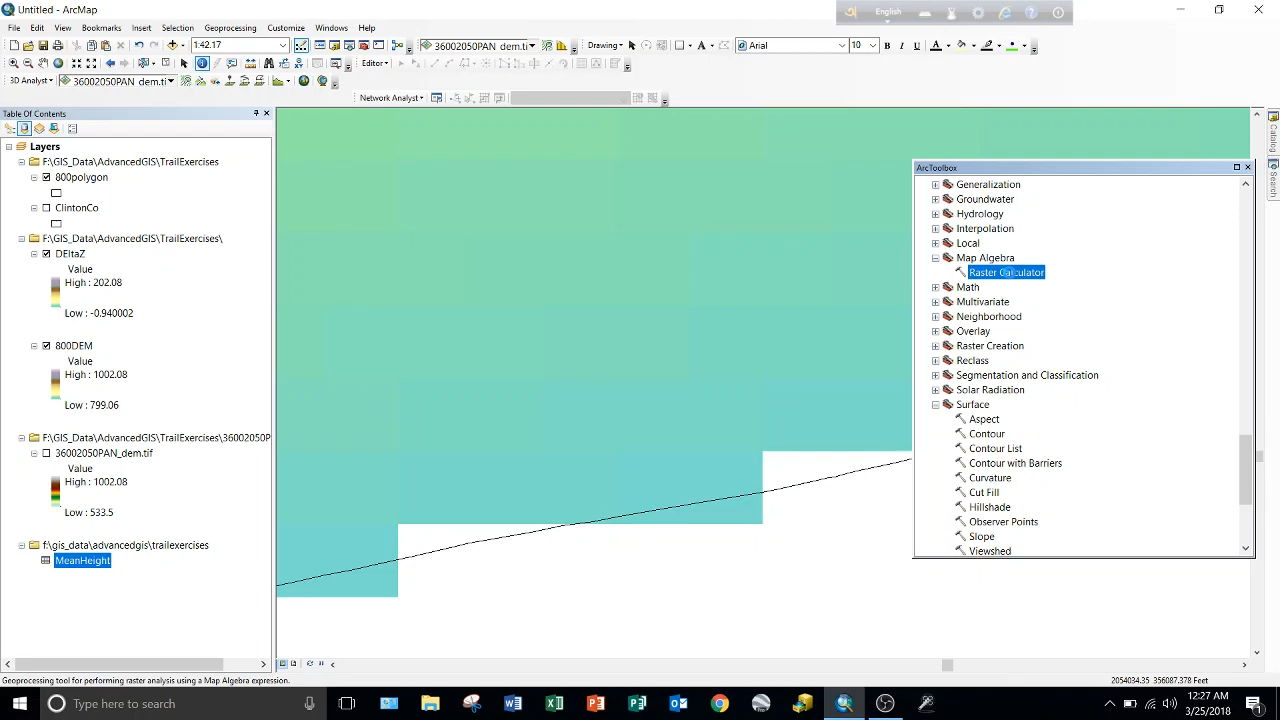 Untitled - ArcMap
English
File Edit View Bookmarks Insert Selection Geoprocessing Customize Windows Help
1:42.17
36002050PAN_dem.ti
Drawing
Arial
10
B I U A
Editor
3D Analyst
36002050PAN_dem.ti
Network Analyst
Table Of Contents
Layers
F:\GIS_Data\AdvancedGIS\TrailExercises
800polygon
ClintonCo
F:\GIS_Data\AdvancedGIS\TrailExercises\
DEltaZ
Value
High : 202.08
Low : -0.940002
800DEM
Value
High : 1002.08
Low : 799.06
F:\GIS_Data\AdvancedGIS\TrailExercises\36002050P
36002050PAN_dem.tif
Value
High : 1002.08
Low : 533.5
f:\gis_data\advancedgis\trailexercises
MeanHeight
ArcToolbox
Generalization
Groundwater
Hydrology
Interpolation
Local
Map Algebra
Raster Calculator
Math
Multivariate
Neighborhood
Overlay
Raster Creation
Reclass
Segmentation and Classification
Solar Radiation
Surface
Aspect
Contour
Contour List
Contour with Barriers
Curvature
Cut Fill
Hillshade
Observer Points
Slope
Viewshed
Catalog
Search
Geoprocessing tool for performing raster analysis using a Map Algebra expression.
2054034.35 356087.378 Feet
Type here to search
12:27 AM
3/25/2018